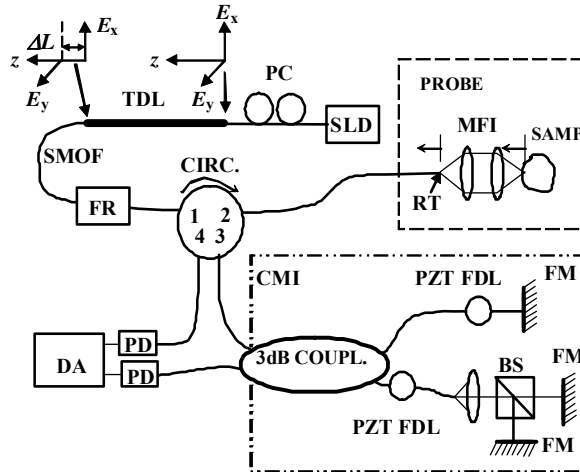 ΔL
Ex
z
Ey
Ex
z
Ey
TDL
PC
SLD
SMOF
FR
CIRC.
1 2
4 3
PROBE
MFI
SAMP
RT
CMI
PZT FDL
FM
3dB COUPL.
PD
DA
PD
PZT FDL
BS
FM
FM